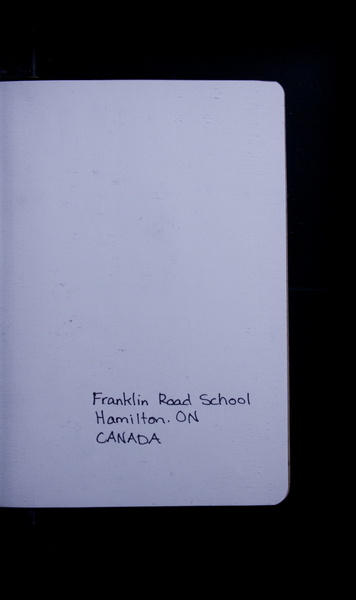 Franklin Road School
Hamilton. ON
CANADA